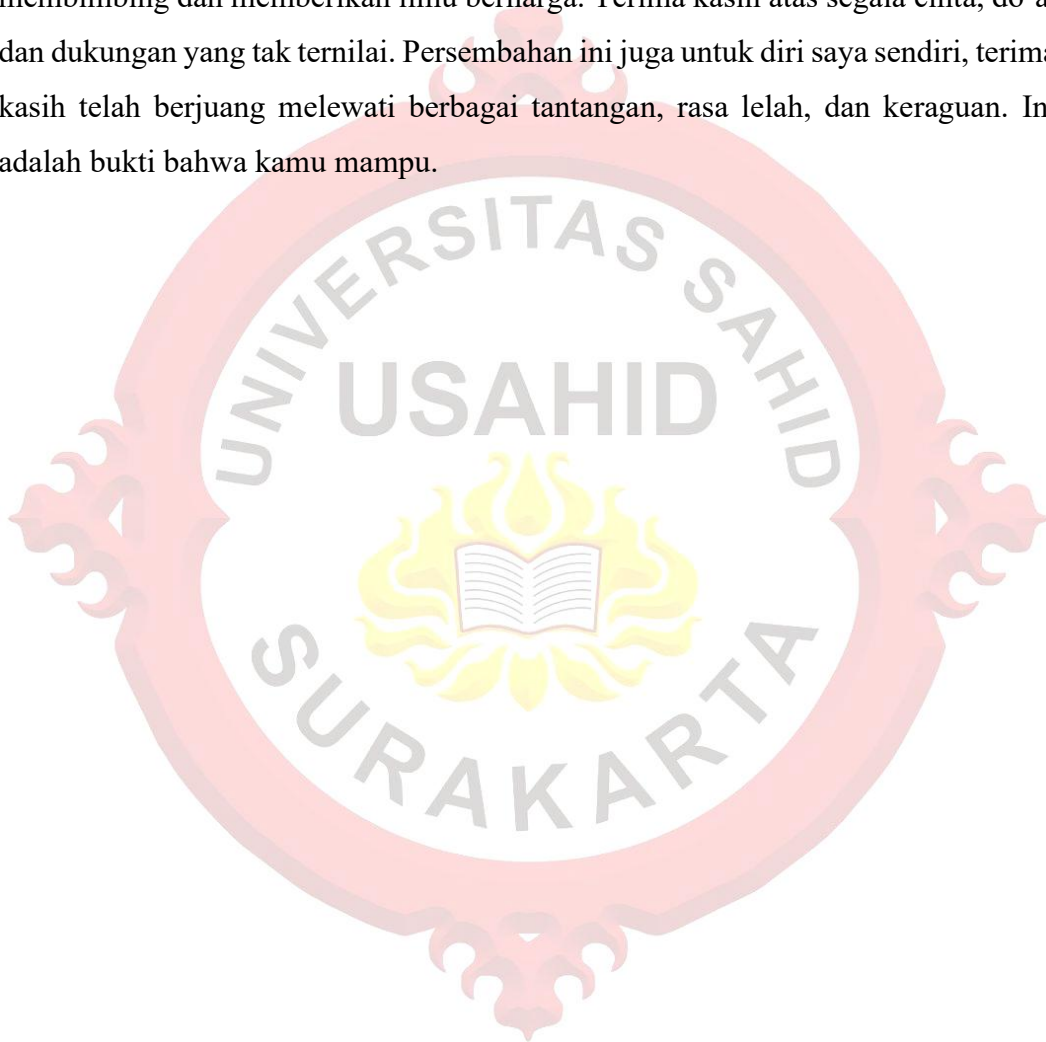 membimbing dan memberikan ilmu berharga. Terima kasih atas segala cinta, do'a
dan dukungan yang tak ternilai. Persembahan ini juga untuk diri saya sendiri, terima
kasih telah berjuang melewati berbagai tantangan, rasa lelah, dan keraguan. In
adalah bukti bahwa kamu mampu.
UNIVERSITAS SAHID
USAHID
SURAKARTA